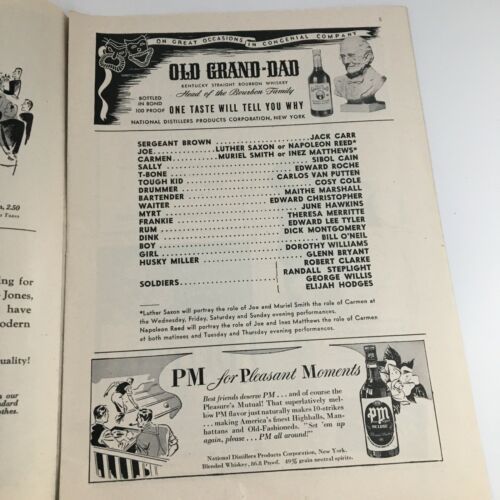 5
ON GREAT OCCASIONS IN CONGENIAL COMPANY
OLD GRAND-DAD
KENTUCKY STRAIGHT BOURBON WHISKEY
Head of the Bourbon Family
BOTTLED
IN BOND
100 PROOF
ONE TASTE WILL TELL YOU WHY
NATIONAL DISTILLERS PRODUCTS CORPORATION, NEW YORK
SERGEANT BROWN JACK CARR
JOE LUTHER SAXON or NAPOLEON REED*
CARMEN MURIEL SMITH or INEZ MATTHEWS*
SALLY SIBOL CAIN
T-BONE EDWARD ROCHE
TOUGH KID CARLOS VAN PUTTEN
DRUMMER COSY COLE
BARTENDER MAITHE MARSHALL
WAITER EDWARD CHRISTOPHER
MYRT JUNE HAWKINS
FRANKIE THERESA MERRITTE
RUM EDWARD LEE TYLER
DINK DICK MONTGOMERY
BOY BILL O'NEIL
GIRL DOROTHY WILLIAMS
HUSKY MILLER GLENN BRYANT
ROBERT CLARKE
RANDALL STEPLIGHT
SOLDIERS GEORGE WILLIS
ELIJAH HODGES
*Luther Saxon will portray the role of Joe and Muriel Smith the role of Carmen at
the Wednesday, Friday, Saturday and Sunday evening performances.
Napoleon Reed will portray the role of Joe and Inez Matthews the role of Carmen
at both matinees and Tuesday and Thursday evening performances.
PM for Pleasant Moments
Best friends deserve PM ... and of course the
Pleasure's Mutual! That superlatively mel-
low PM flavor just naturally makes 10-strikes
... making America's finest Highballs, Man-
hattans and Old-Fashioneds. "Set 'em up
again, please ... PM all around!"
National Distillers Products Corporation, New York.
Blended Whiskey, 86.8 Proof. 49% grain neutral spirits.
PM
DE LUXE
2.50
ing for
Jones,
have
odern
uality!
n our
ndard
othes.